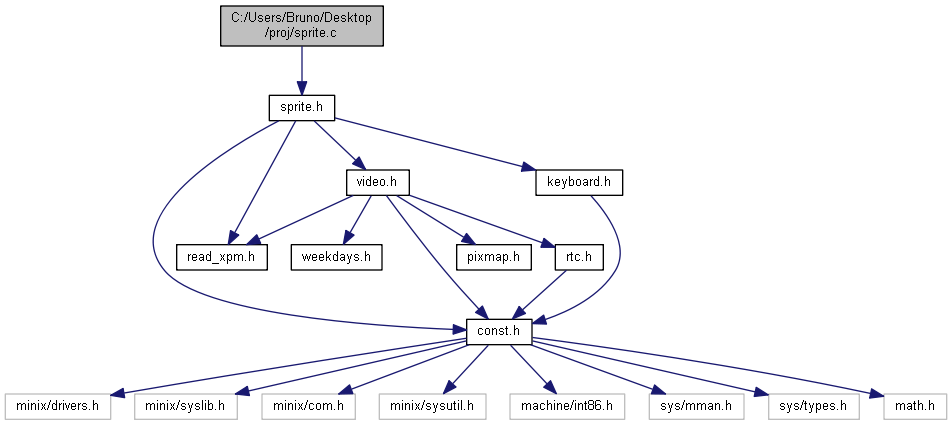 C:/Users/Bruno/Desktop
/proj/sprite.c
sprite.h
video.h
keyboard.h
read_xpm.h
weekdays.h
pixmap.h
rtc.h
const.h
minix/drivers.h
minix/syslib.h
minix/com.h
minix/sysutil.h
machine/int86.h
sys/mman.h
sys/types.h
math.h